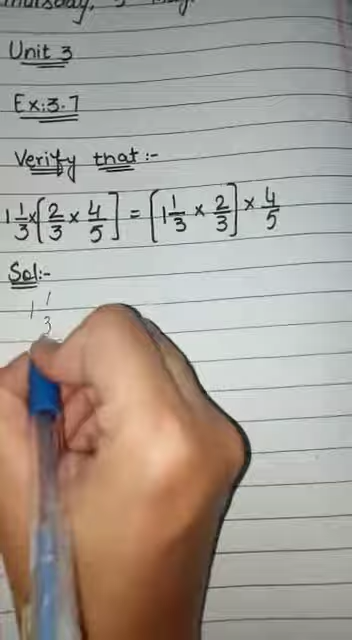 Unit 3
Ex:3.7
Verify that:-
1 1/3 × [2/3 × 4/5] = [1 1/3 × 2/3] × 4/5
Sol:-
1 1/3